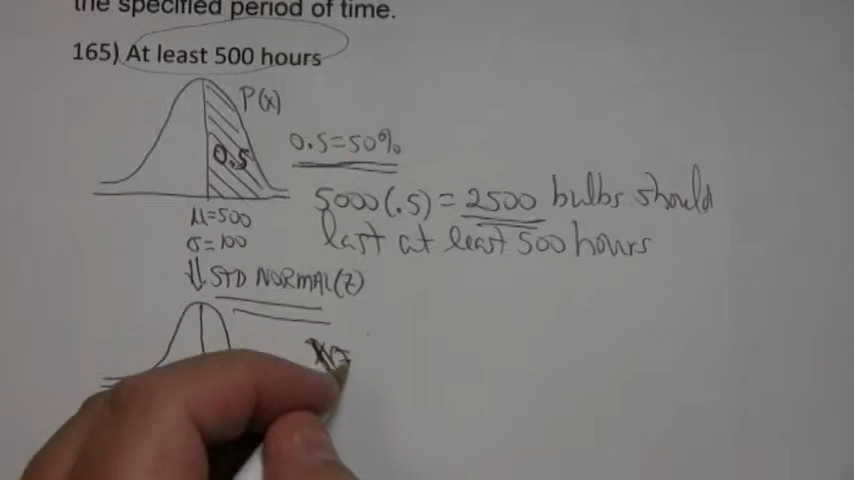 the specified period of time.
165) At least 500 hours
P(x)
0.5
0.5=50%
5000(.5) = 2500 bulbs should
last at least 500 hours
μ=500
σ=100
STD NORMAL(Z)